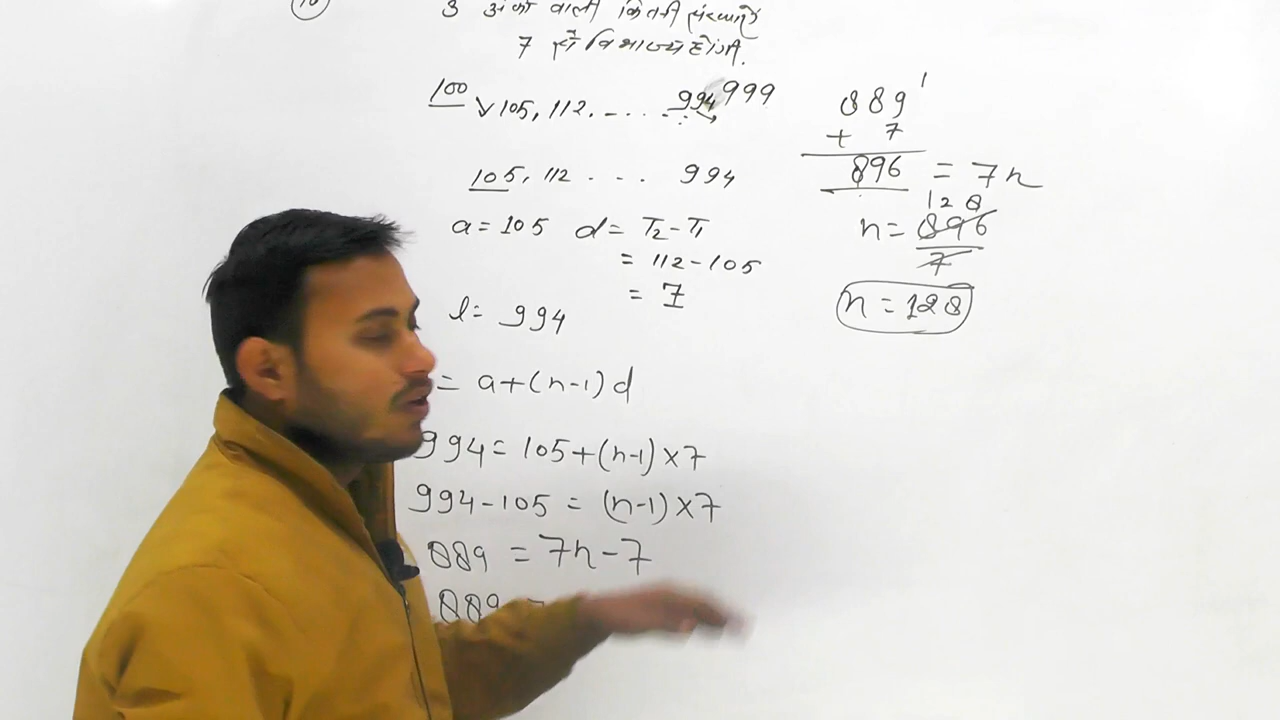 3 अंको वाली कितनी संख्याएँ
7 से विभाज्य होंगी.
100 105, 112. ...... 994 999
105, 112 ... 994
a = 105 d = T₂ - T₁
= 112 - 105
= 7
l = 994
= a + (n-1) d
994 = 105 + (n-1) × 7
994 - 105 = (n-1) × 7
889 = 7n - 7
889
1
889
+ 7
896 = 7n
128
n = 896
7
n = 128